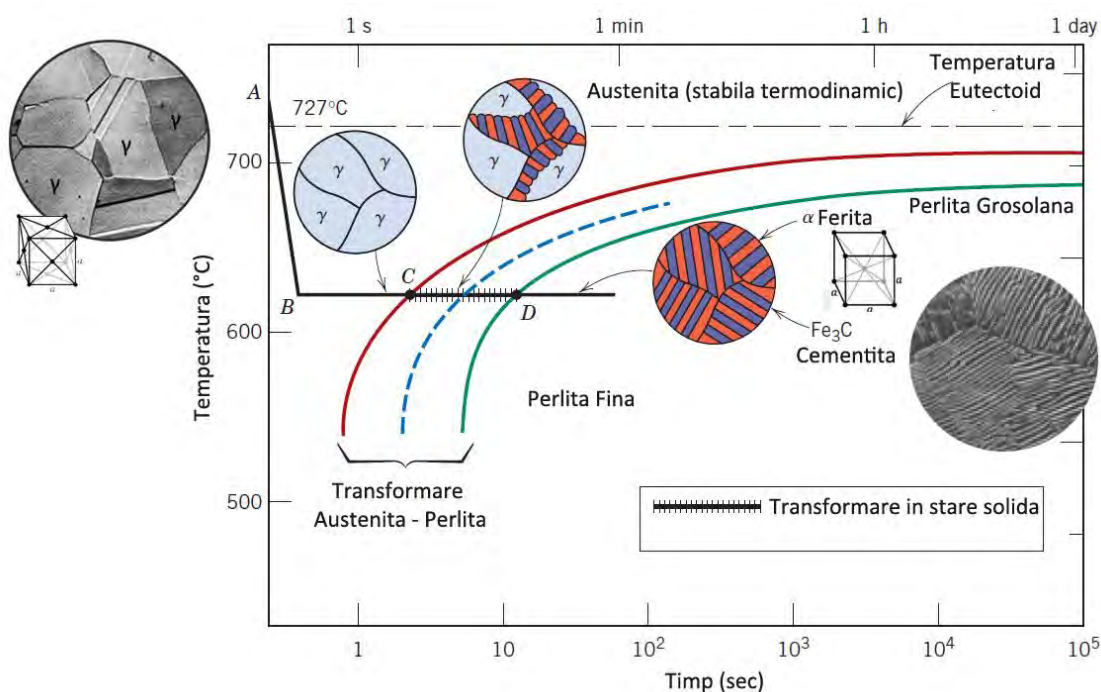 1 s
1 min
1 h
1 day
Temperatura
Eutectoid
Austenita (stabila termodinamic)
A
727°C
γ
γ
γ
γ
γ
γ
γ
γ
γ
γ
700
Perlita Grosolana
α Ferita
C
B
D
a
a
a
a
a
600
Fe3C
Cementita
Temperatura (°C)
Perlita Fina
Transformare
Austenita - Perlita
500
Transformare in stare solida
1
10
10²
10³
10⁴
10⁵
Timp (sec)